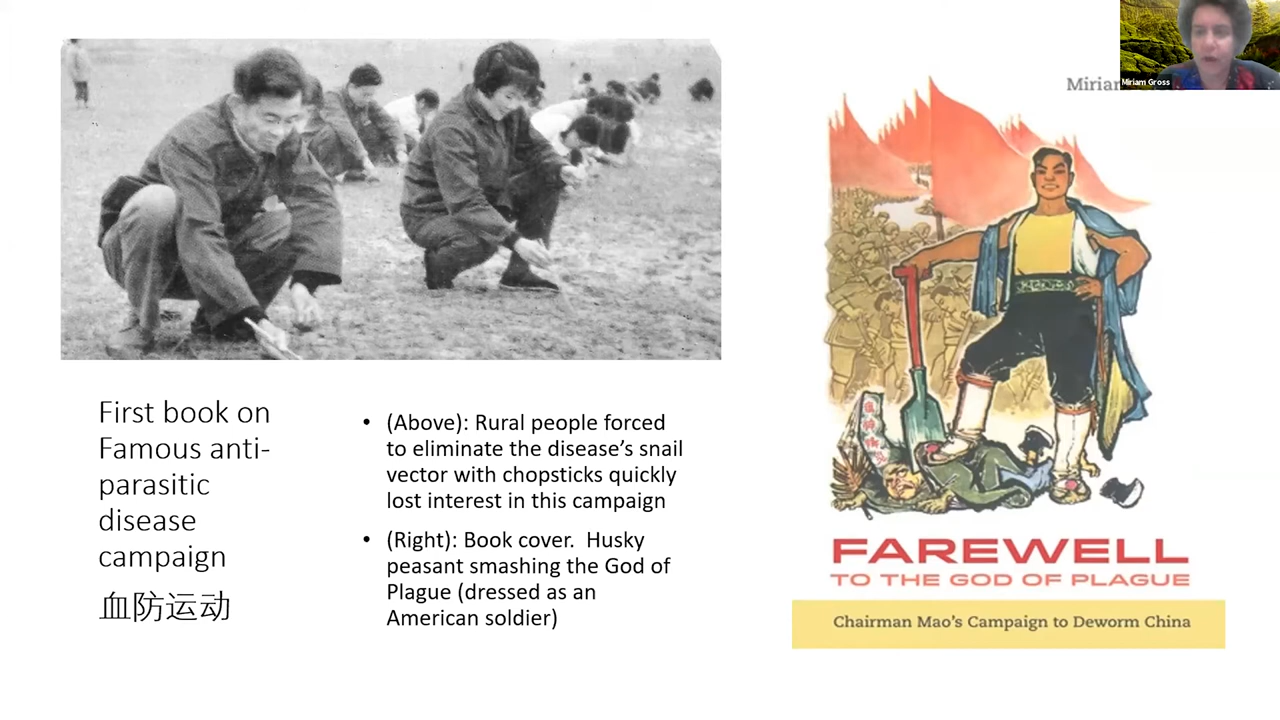 Miriam Gross
Miriam
First book on
Famous anti-
parasitic
disease
campaign
血防运动
• (Above): Rural people forced
to eliminate the disease's snail
vector with chopsticks quickly
lost interest in this campaign
• (Right): Book cover. Husky
peasant smashing the God of
Plague (dressed as an
American soldier)
FAREWELL
TO THE GOD OF PLAGUE
Chairman Mao's Campaign to Deworm China